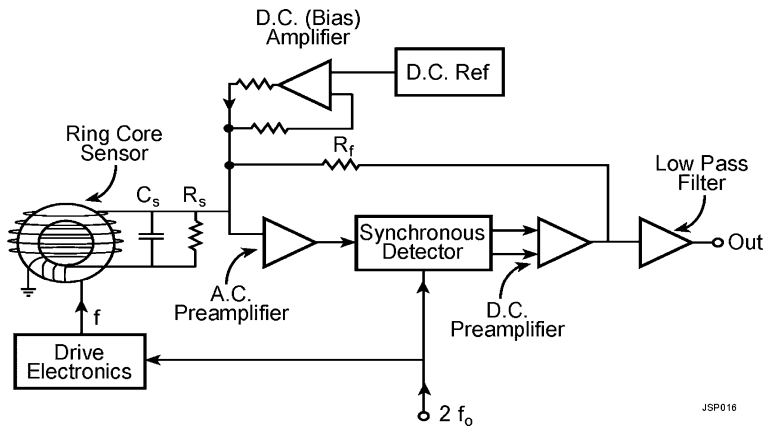 D.C. (Bias)
Amplifier
D.C. Ref
Ring Core
Sensor
Cs
Rs
Rf
Low Pass
Filter
Synchronous
Detector
Out
A.C.
Preamplifier
D.C.
Preamplifier
f
Drive
Electronics
2 fo
JSP016